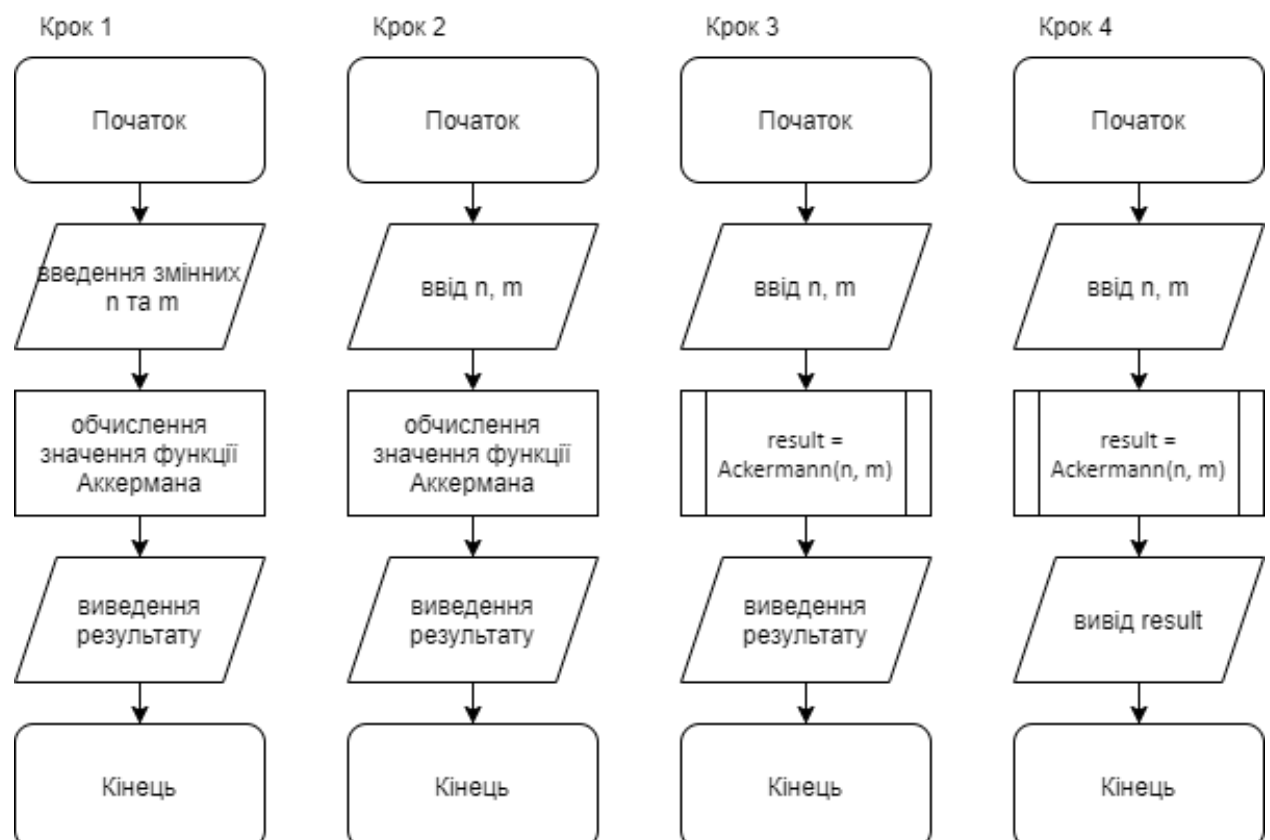 Крок 1
Початок
введення змінних
n та m
обчислення
значення функції
Аккермана
виведення
результату
Кінець
Крок 2
Початок
ввід n, m
обчислення
значення функції
Аккермана
виведення
результату
Кінець
Крок 3
Початок
ввід n, m
result =
Ackermann(n, m)
виведення
результату
Кінець
Крок 4
Початок
ввід n, m
result =
Ackermann(n, m)
вивід result
Кінець